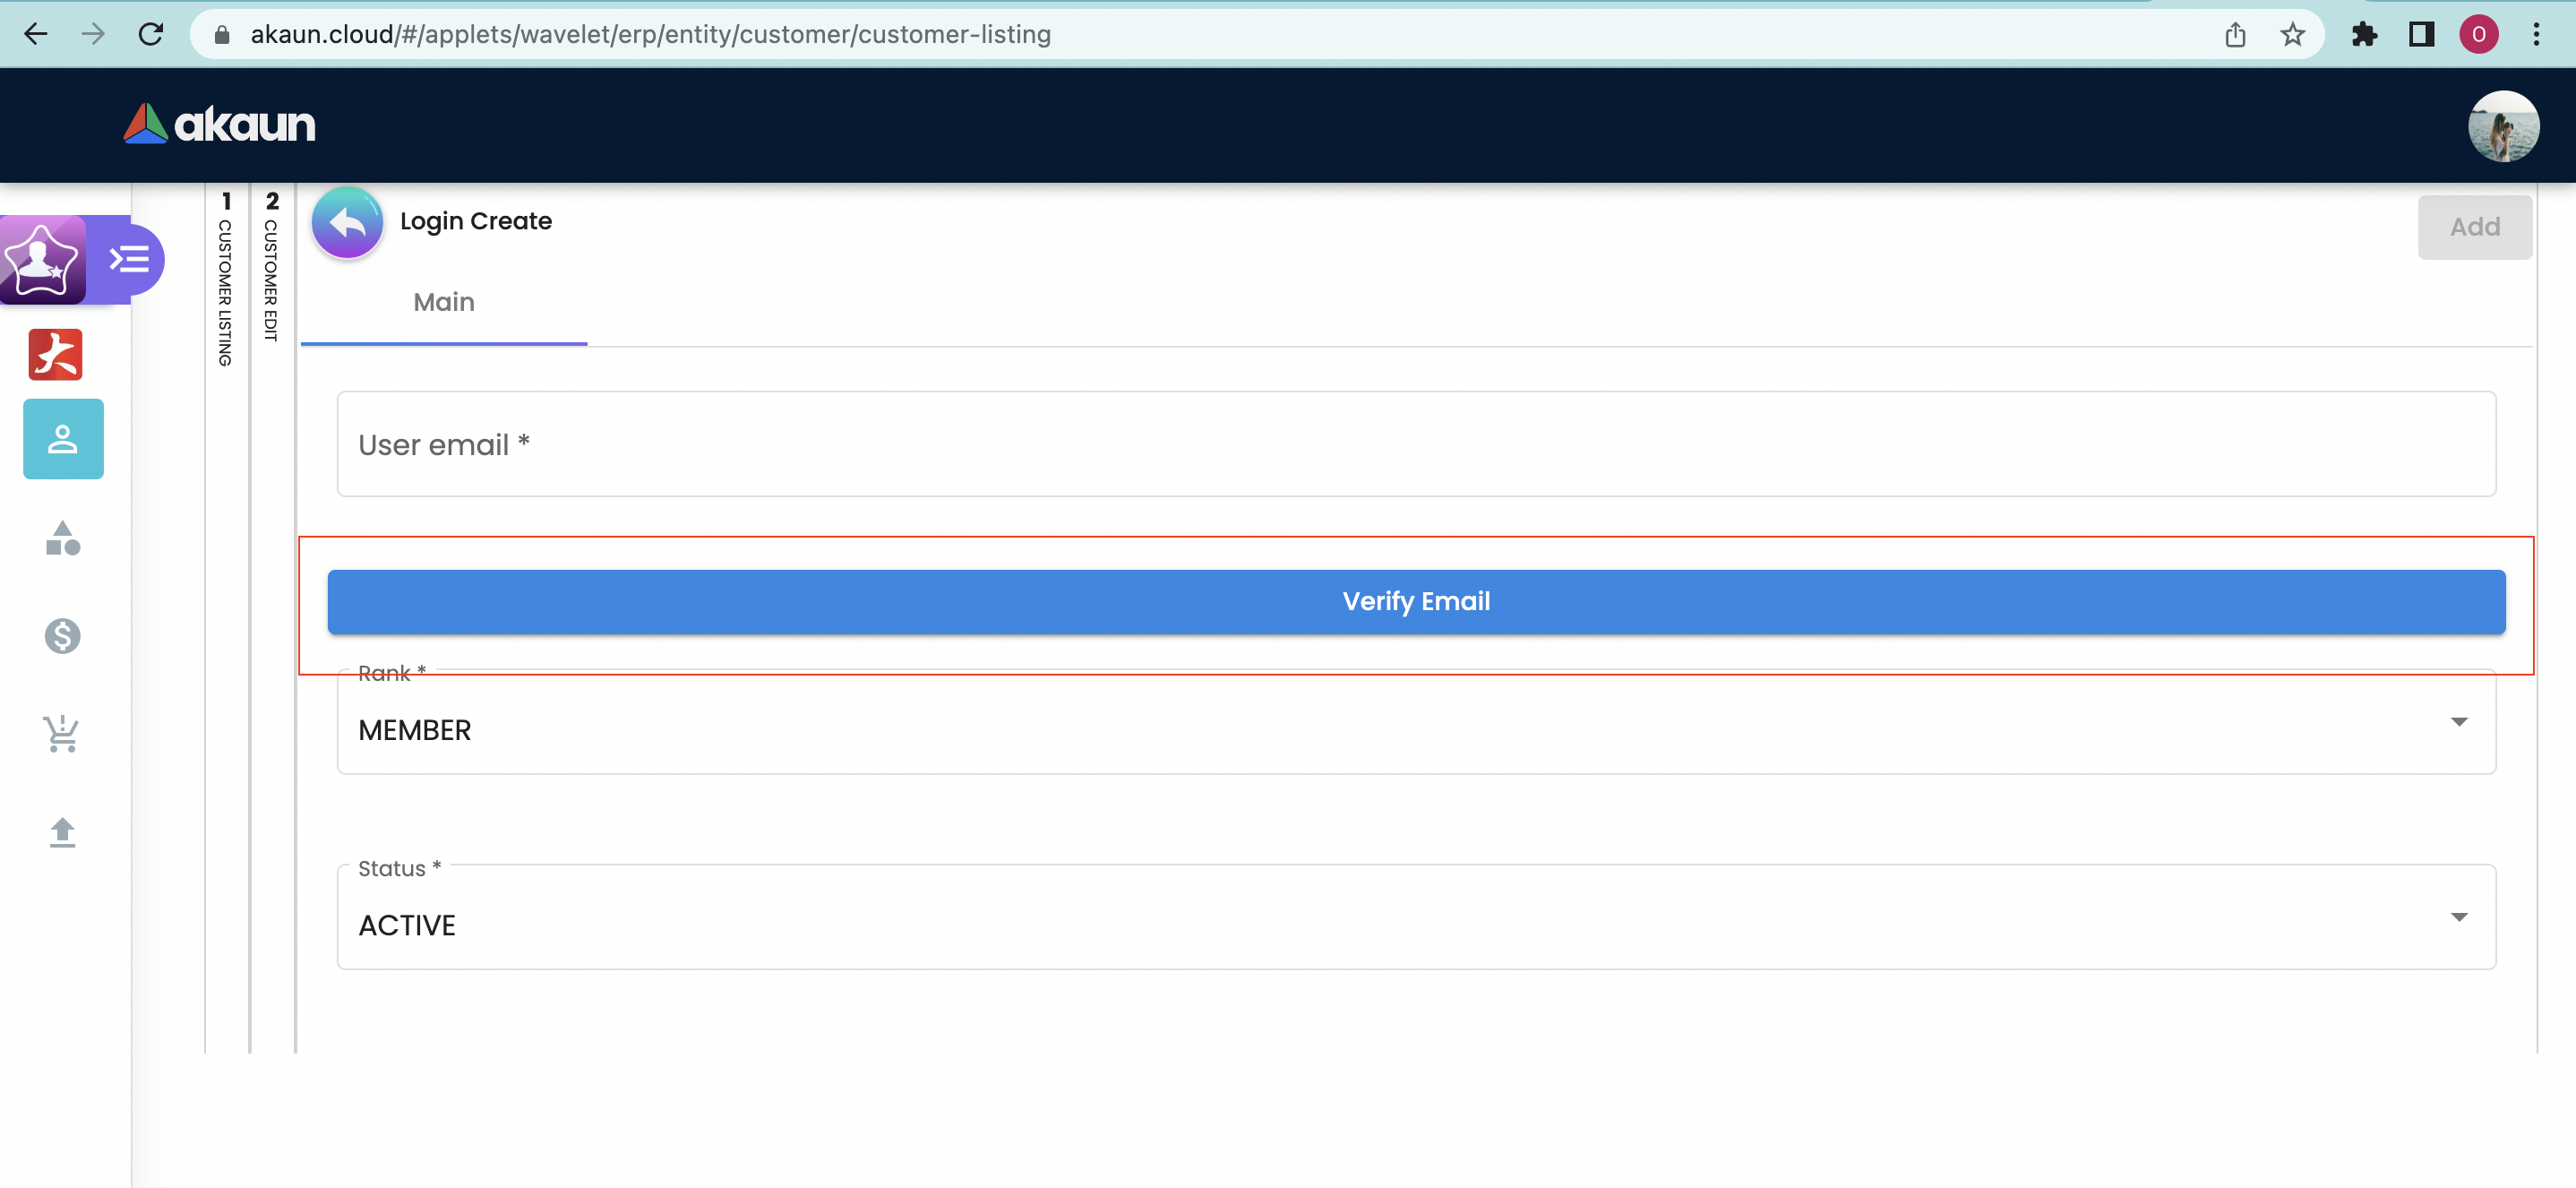 akaun.cloud/#/applets/wavelet/erp/entity/customer/customer-listing
O
akaun
1
CUSTOMER LISTING
2
CUSTOMER EDIT
Login Create
Add
Main
User email *
Verify Email
Rank *
MEMBER
Status *
ACTIVE